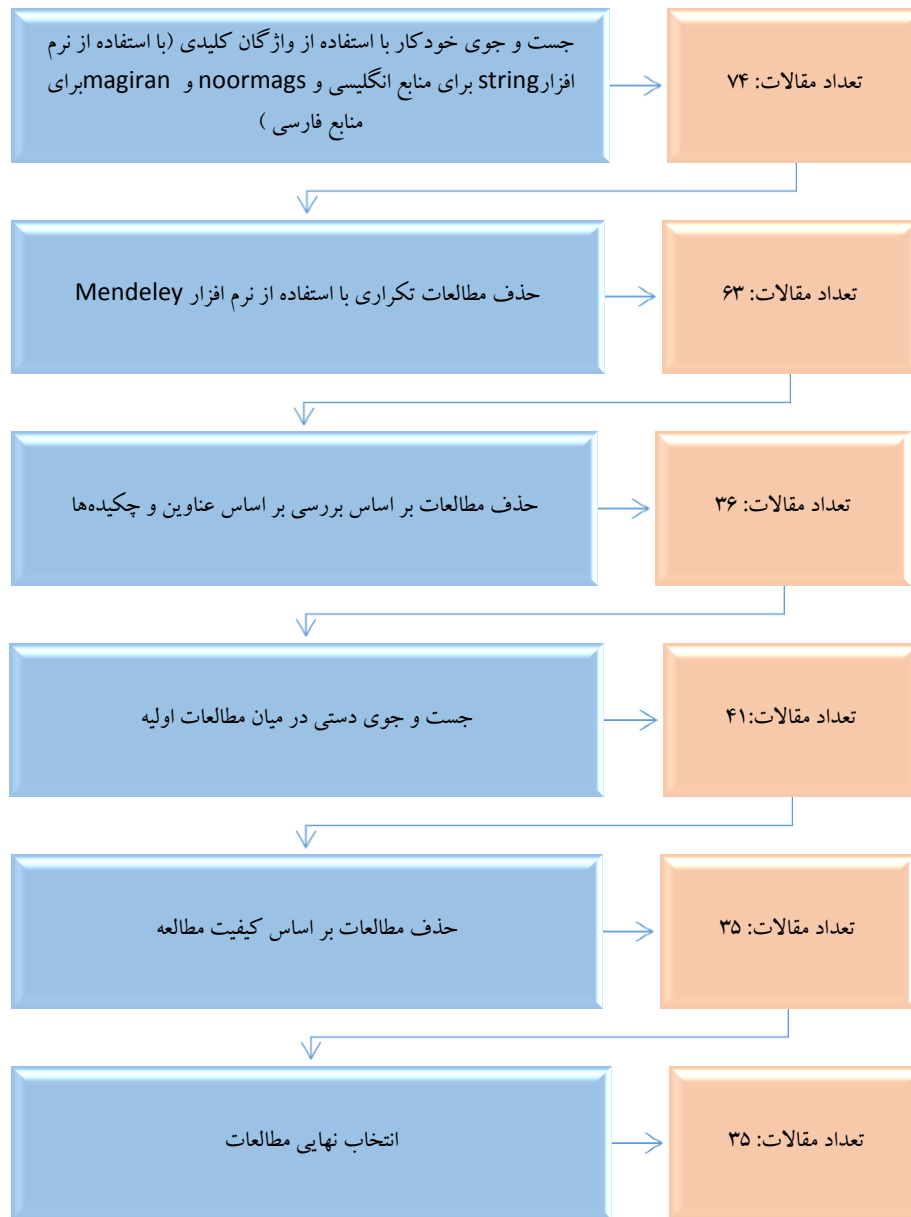 جست و جوی خودکار با استفاده از واژگان کلیدی (با استفاده از نرم
افزارstring برای منابع انگلیسی و noormags و magiranبرای
منابع فارسی )
تعداد مقالات: ۷۴
حذف مطالعات تکراری با استفاده از نرم افزار Mendeley
تعداد مقالات: ۶۳
حذف مطالعات بر اساس بررسی بر اساس عناوین و چکیده‌ها
تعداد مقالات: ۳۶
جست و جوی دستی در میان مطالعات اولیه
تعداد مقالات:۴۱
حذف مطالعات بر اساس کیفیت مطالعه
تعداد مقالات: ۳۵
انتخاب نهایی مطالعات
تعداد مقالات: ۳۵